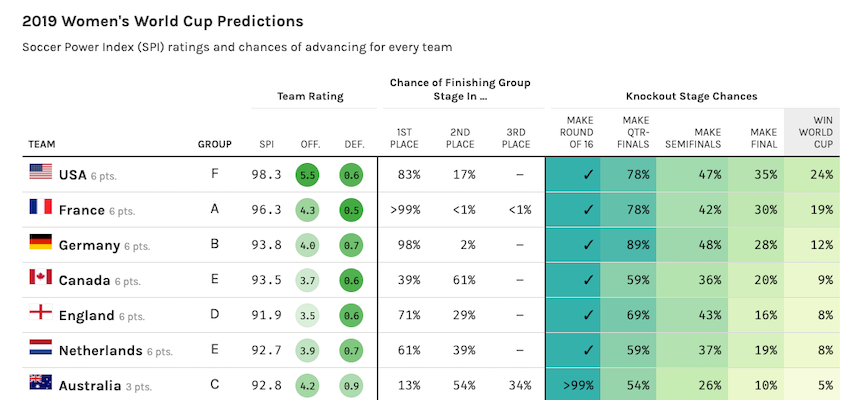 2019 Women's World Cup Predictions
Soccer Power Index (SPI) ratings and chances of advancing for every team
Team Rating Chance of Finishing Group Stage In ... Knockout Stage Chances
TEAM GROUP SPI OFF. DEF. 1ST PLACE 2ND PLACE 3RD PLACE MAKE ROUND OF 16 MAKE QTR-FINALS MAKE SEMIFINALS MAKE FINAL WIN WORLD CUP
USA 6 pts. F 98.3 5.5 0.6 83% 17% – ✓ 78% 47% 35% 24%
France 6 pts. A 96.3 4.3 0.5 >99% <1% <1% ✓ 78% 42% 30% 19%
Germany 6 pts. B 93.8 4.0 0.7 98% 2% – ✓ 89% 48% 28% 12%
Canada 6 pts. E 93.5 3.7 0.6 39% 61% – ✓ 59% 36% 20% 9%
England 6 pts. D 91.9 3.5 0.6 71% 29% – ✓ 69% 43% 16% 8%
Netherlands 6 pts. E 92.7 3.9 0.7 61% 39% – ✓ 59% 37% 19% 8%
Australia 3 pts. C 92.8 4.2 0.9 13% 54% 34% >99% 54% 26% 10% 5%